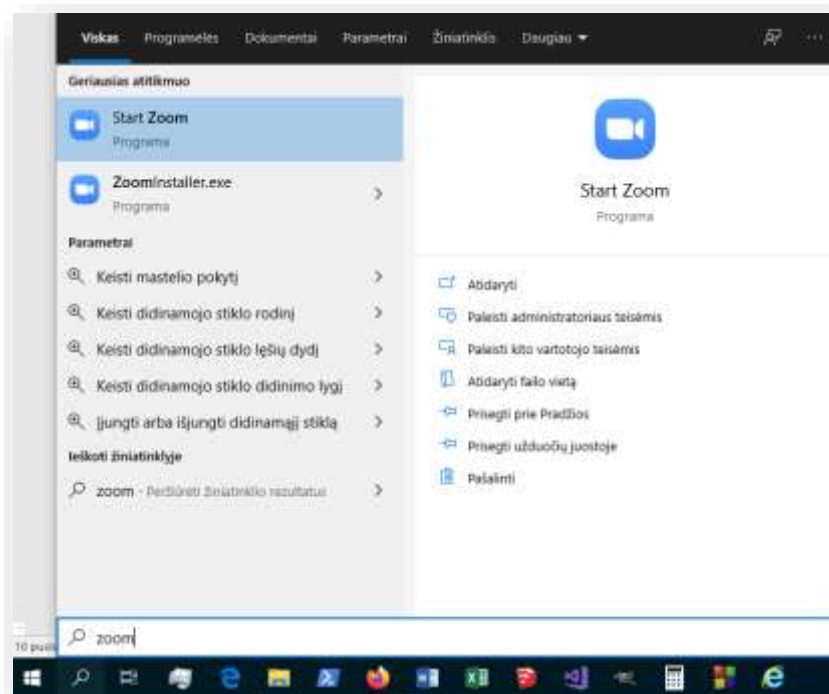 Viskas Programėlės Dokumentai Parametrai Žiniatinklis Daugiau
Geriausias atitikmuo
Start Zoom
Programa
ZoomInstaller.exe
Programa
Parametrai
Keisti mastelio pokytį
Keisti didinamojo stiklo rodinį
Keisti didinamojo stiklo lęšių dydį
Keisti didinamojo stiklo didinimo lygį
Įjungti arba išjungti didinamąjį stiklą
Ieškoti žiniatinklyje
zoom - Peržiūrėti žiniatinklio rezultatus
Start Zoom
Programa
Atidaryti
Paleisti administratoriaus teisėmis
Paleisti kito vartotojo teisėmis
Atidaryti failo vietą
Prisegti prie Pradžios
Prisegti užduočių juostoje
Pašalinti
10 pusl
zoom